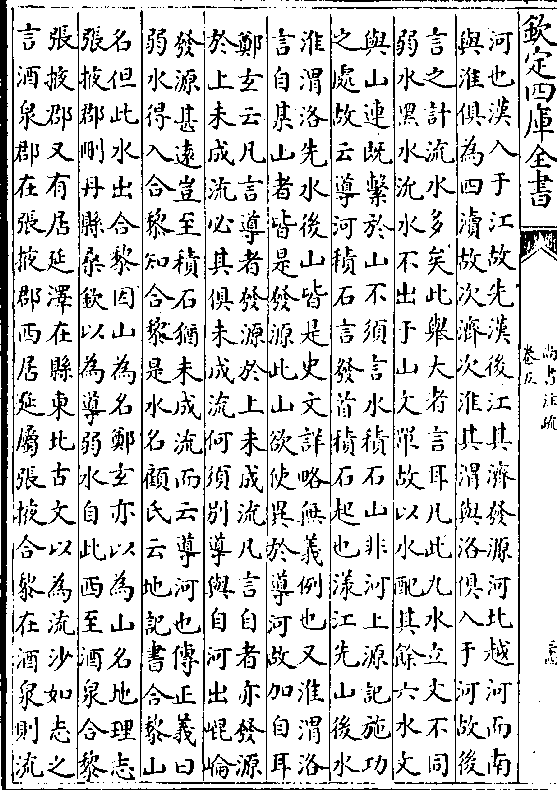 欽定四庫全書
尚書注疏
卷五
河也漢入于江故先漢後江其濟發源河北越河而南
與淮俱為四瀆故次濟次淮其渭與洛俱入于河故後
言之計流水多矣此舉大者言耳凡此九水立文不同
弱水黑水沇水不出于山文單故以水配其餘六水文
與山連既繫於山不須言水積石山非河上源記施功
之處故云導河積石言發首積石起也漾江先山後水
淮渭洛先水後山皆是史文詳略無義例也又淮渭洛
言自某山者皆是發源此山欲使異於導河故加自耳
鄭玄云凡言導者發源於上未成流凡言自者亦發源
於上未成流必其俱未成流何須別導與自河出崐崘
發源甚遠豈至積石猶未成流而云導河也傳正義曰
弱水得入合黎知合黎是水名顧氏云地記書合黎山
名但此水出合黎因山為名鄭玄亦以為山名地理志
張掖郡刪丹縣桑欽以為導弱水自此西至酒泉合黎
張掖郡又有居延澤在縣東北古文以為流沙如志之
言酒泉郡在張掖郡西居延屬張掖合黎在酒泉則流